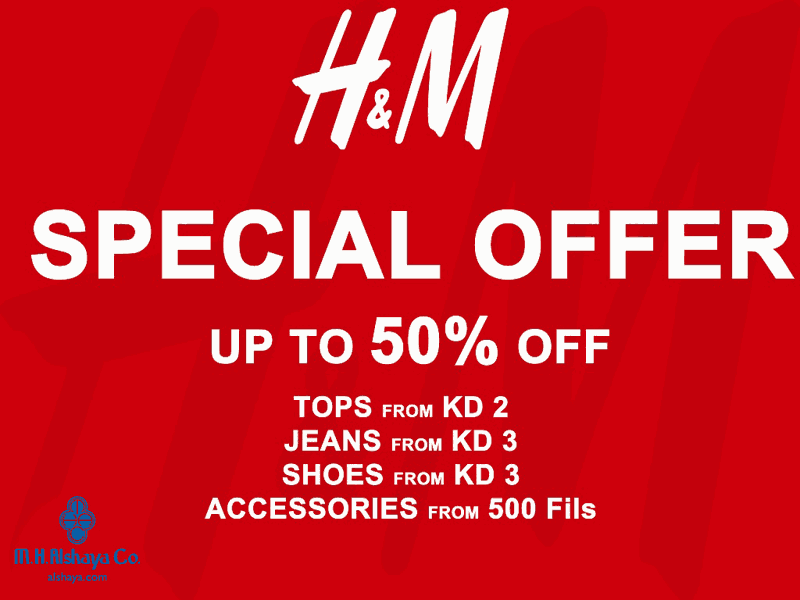 H&M
SPECIAL OFFER
UP TO 50% OFF
TOPS FROM KD 2
JEANS FROM KD 3
SHOES FROM KD 3
ACCESSORIES FROM 500 Fils
M.H.Alshaya Co.
alshaya.com